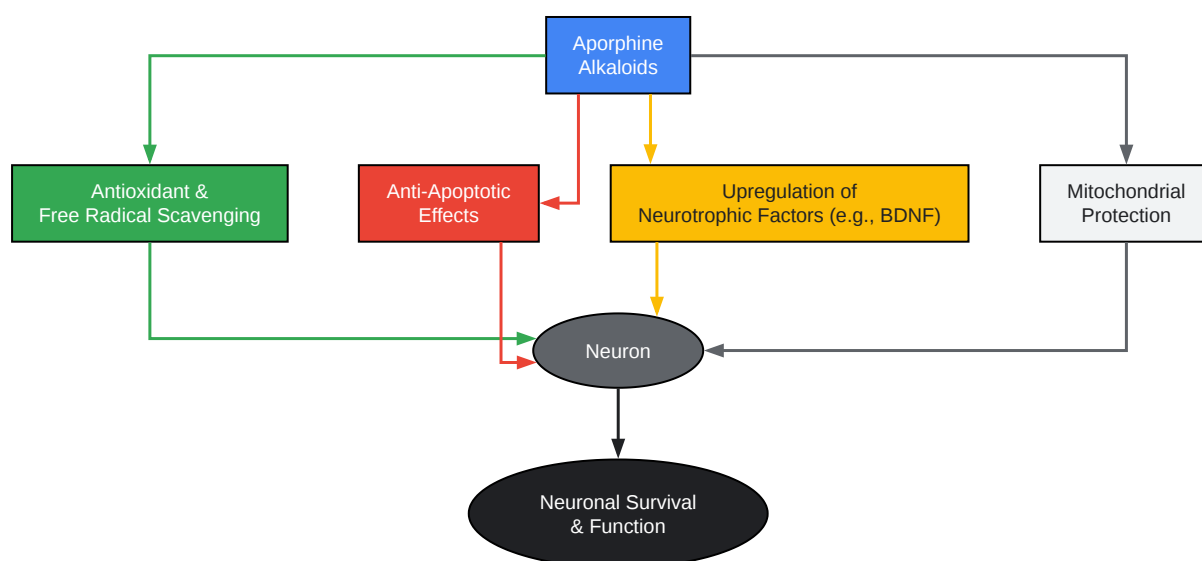 Aporphine
Alkaloids
Antioxidant &
Free Radical Scavenging
Anti-Apoptotic
Effects
Upregulation of
Neurotrophic Factors (e.g., BDNF)
Mitochondrial
Protection
Neuron
Neuronal Survival
& Function